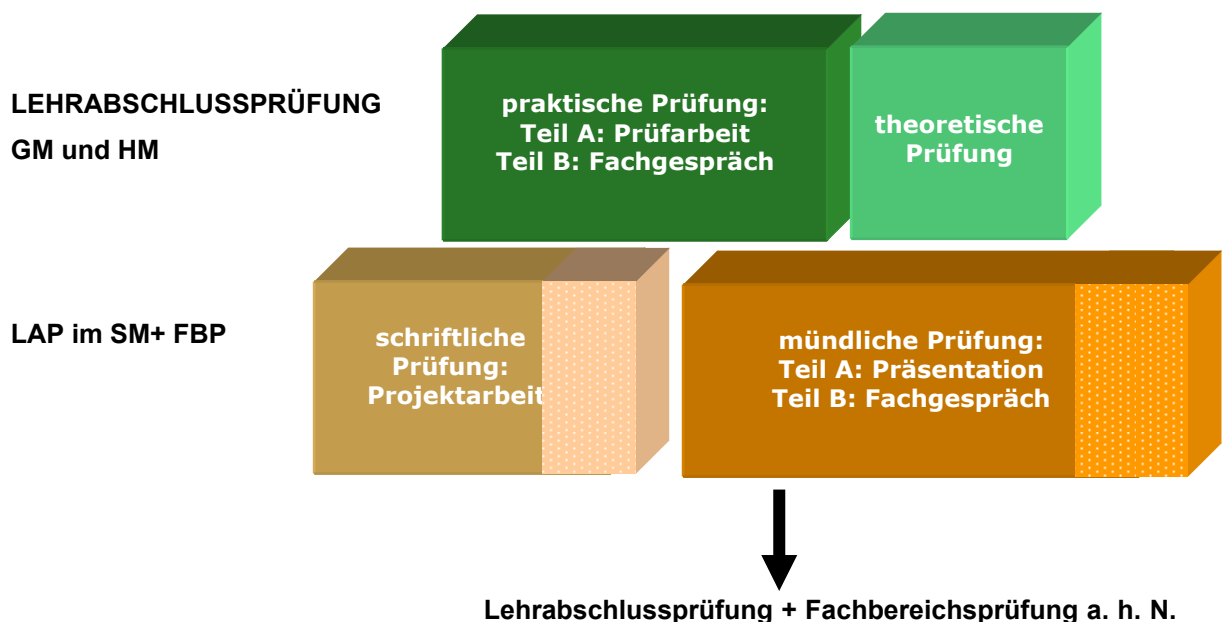 LEHRABSCHLUSSPRÜFUNG
GM und HM
praktische Prüfung:
Teil A: Prüfarbeit
Teil B: Fachgespräch
theoretische
Prüfung
LAP im SM+ FBP
schriftliche
Prüfung:
Projektarbeit
mündliche Prüfung:
Teil A: Präsentation
Teil B: Fachgespräch
Lehrabschlussprüfung + Fachbereichsprüfung a. h. N.